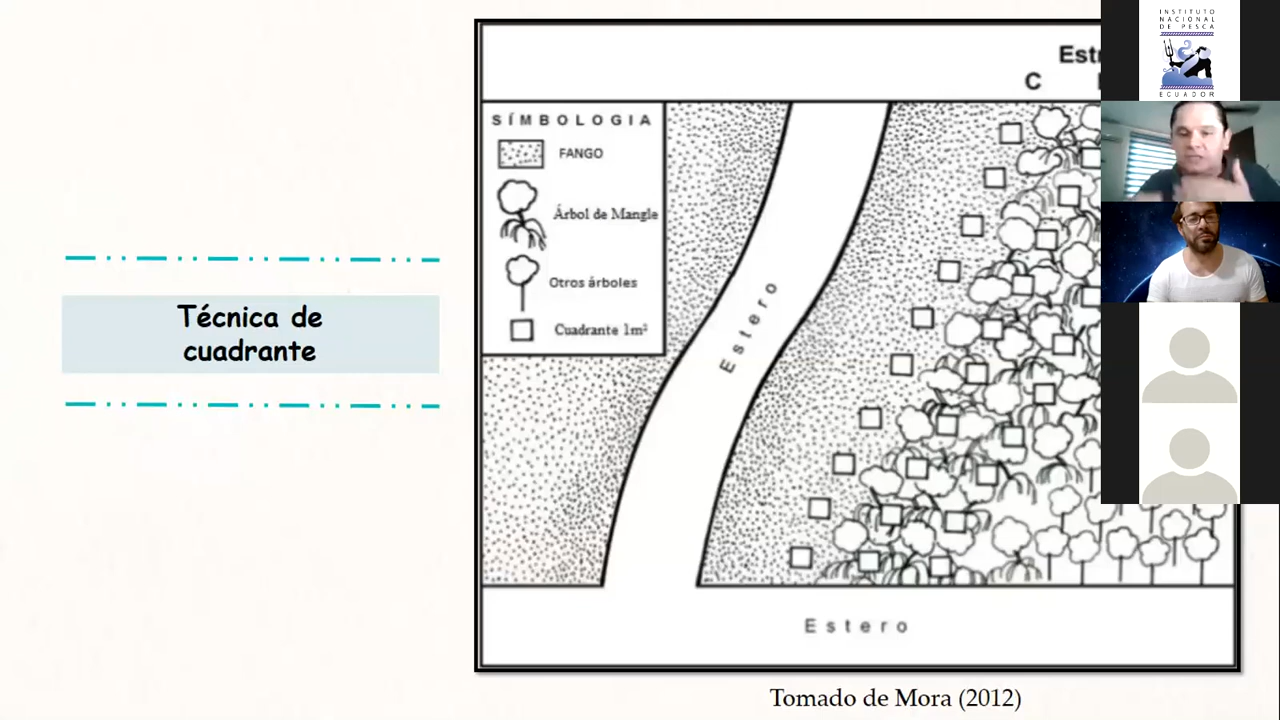 Técnica de
cuadrante
C
SÍMBOLOGIA
FANGO
Árbol de Mangle
Otros árboles
Cuadrante 1m²
Estero
Estero
Tomado de Mora (2012)
INSTITUTO
NACIONAL
DE PESCA
ECUADOR